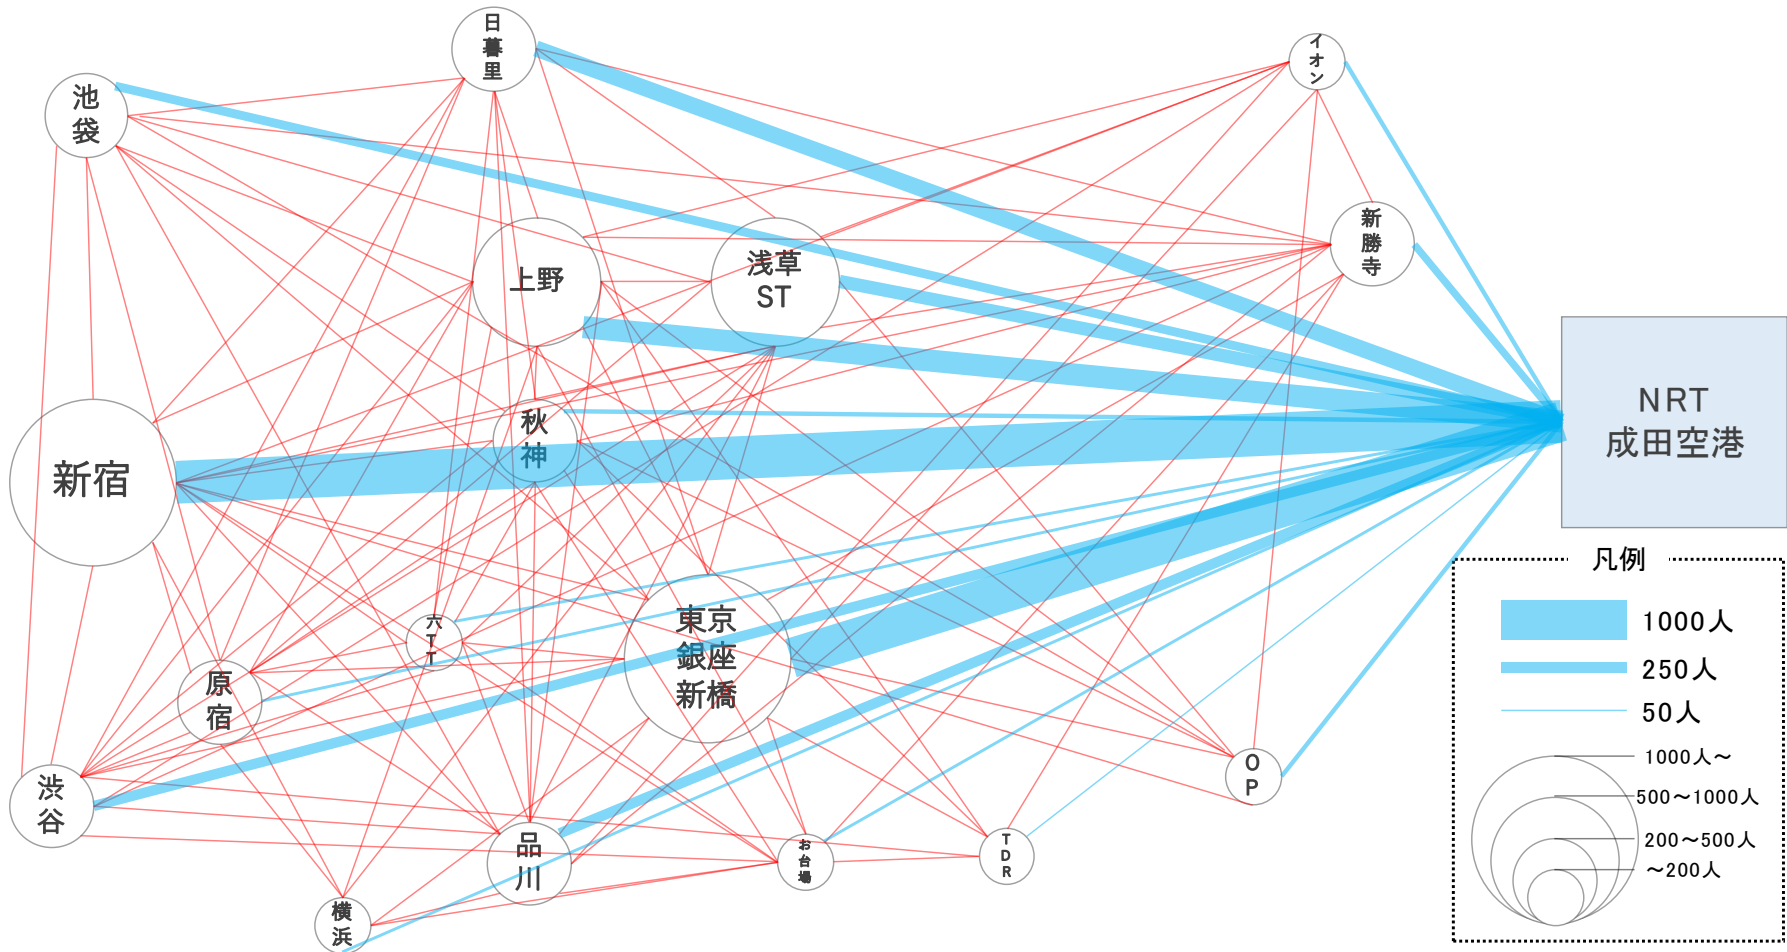 日
暮
里
イ
オ
ン
池
袋
新
勝
寺
上野
浅草
ST
NRT
成田空港
秋
神
新宿
六
T
T
東京
銀座
新橋
原
宿
渋
谷
O
P
品
川
お
台
場
T
D
R
横
浜
凡例
1000人
250人
50人
1000人~
500~1000人
200~500人
~200人